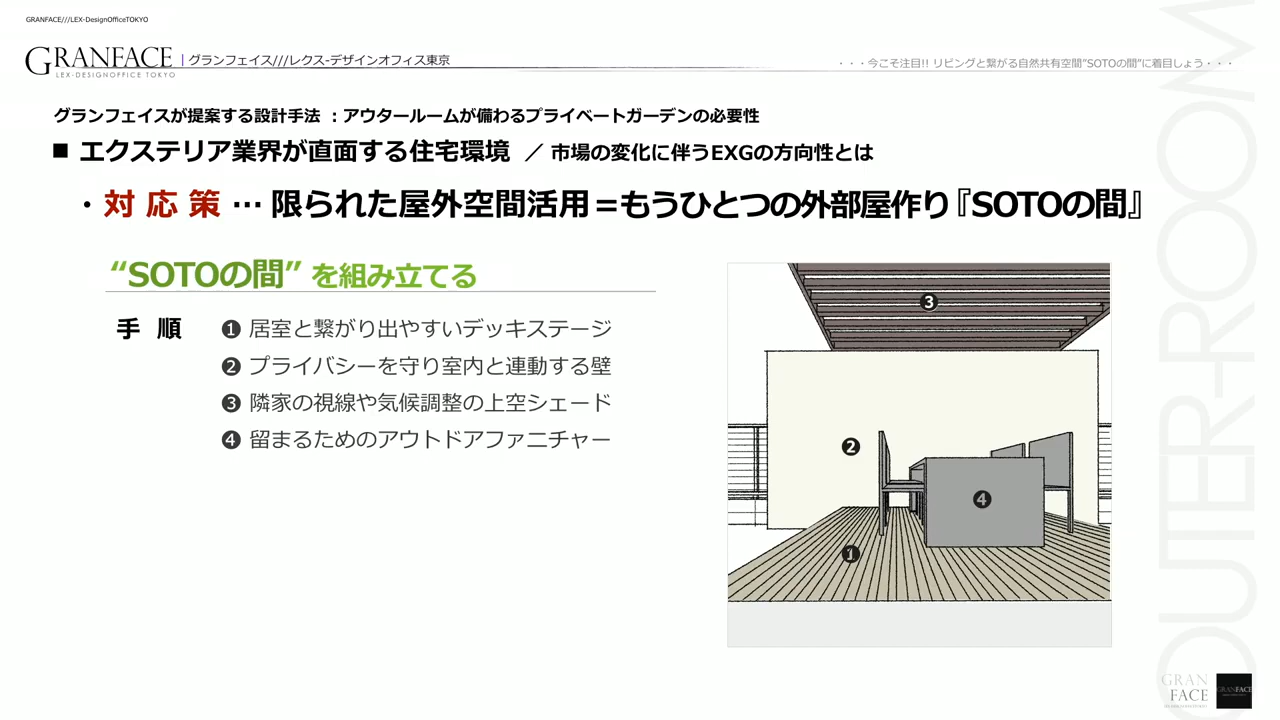 GRANFACE///LEX-DesignOfficeTOKYO
GRANFACE
LEX-DESIGNOFFICE TOKYO
|グランフェイス///レクス-デザインオフィス東京
・・・今こそ注目!! リビングと繋がる自然共有空間“SOTOの間”に着目しよう・・・
グランフェイスが提案する設計手法 :アウタールームが備わるプライベートガーデンの必要性
■ エクステリア業界が直面する住宅環境 / 市場の変化に伴うEXGの方向性とは
・対 応 策 … 限られた屋外空間活用=もうひとつの外部屋作り『SOTOの間』
“SOTOの間” を組み立てる
手 順
❶ 居室と繋がり出やすいデッキステージ
❷ プライバシーを守り室内と連動する壁
❸ 隣家の視線や気候調整の上空シェード
❹ 留まるためのアウトドアファニチャー
❸
❷
❹
❶
OUTER-ROOM
GRAN
FACE
GRANFACE